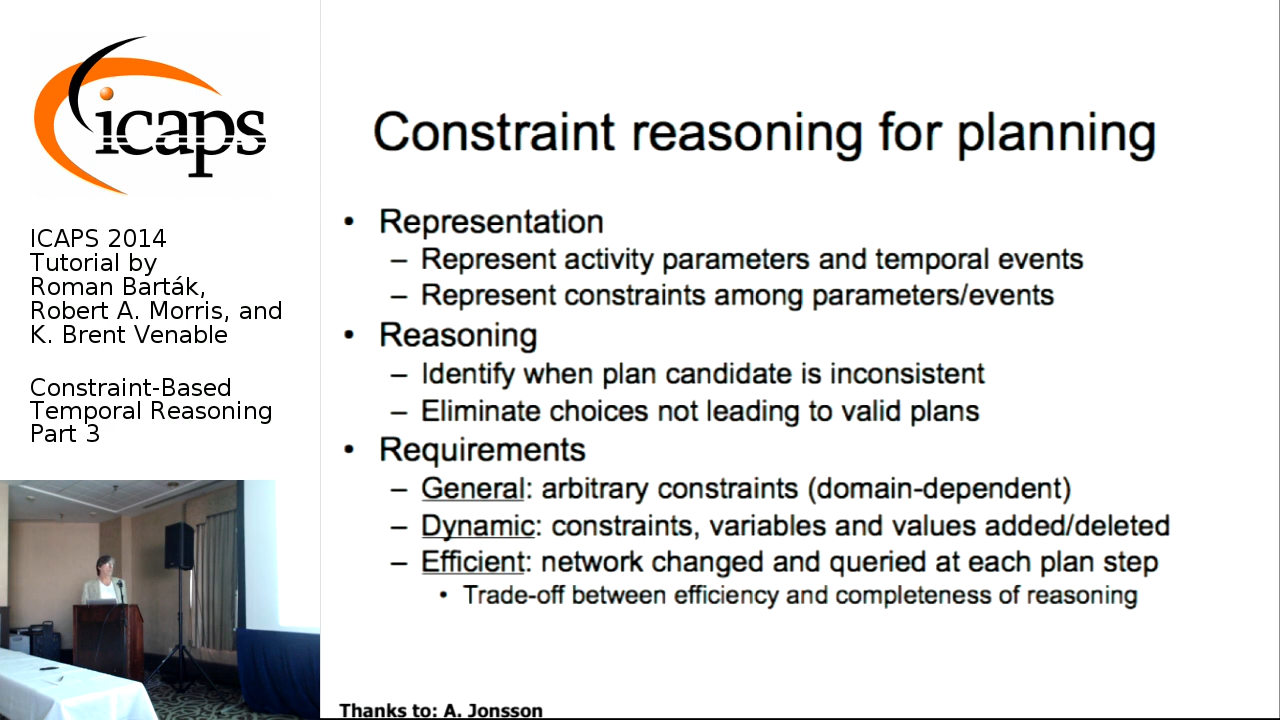 icaps
ICAPS 2014
Tutorial by
Roman Barták,
Robert A. Morris, and
K. Brent Venable
Constraint-Based
Temporal Reasoning
Part 3
Constraint reasoning for planning
• Representation
– Represent activity parameters and temporal events
– Represent constraints among parameters/events
• Reasoning
– Identify when plan candidate is inconsistent
– Eliminate choices not leading to valid plans
• Requirements
– General: arbitrary constraints (domain-dependent)
– Dynamic: constraints, variables and values added/deleted
– Efficient: network changed and queried at each plan step
• Trade-off between efficiency and completeness of reasoning
Thanks to: A. Jonsson